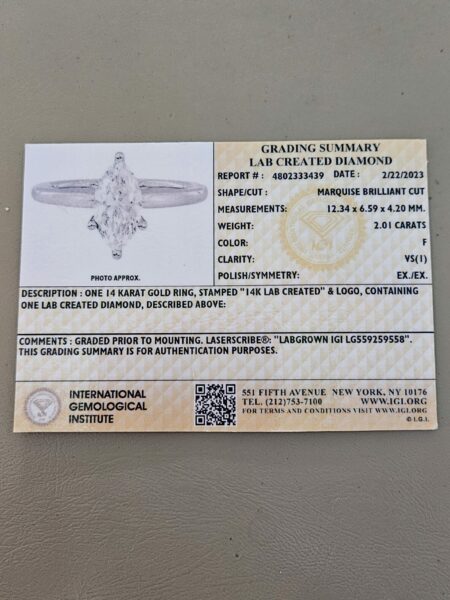 GRADING SUMMARY
LAB CREATED DIAMOND
REPORT # : 4802333439 DATE : 2/22/2023
SHAPE/CUT : MARQUISE BRILLIANT CUT
MEASUREMENTS: 12.34 x 6.59 x 4.20 MM.
WEIGHT: 2.01 CARATS
COLOR: F
CLARITY: VS(1)
POLISH/SYMMETRY: EX./EX.
PHOTO APPROX.
DESCRIPTION : ONE 14 KARAT GOLD RING, STAMPED "14K LAB CREATED" & LOGO, CONTAINING
ONE LAB CREATED DIAMOND, DESCRIBED ABOVE:
COMMENTS : GRADED PRIOR TO MOUNTING. LASERSCRIBE®: "LABGROWN IGI LG559259558".
THIS GRADING SUMMARY IS FOR AUTHENTICATION PURPOSES.
INTERNATIONAL
GEMOLOGICAL
INSTITUTE
551 FIFTH AVENUE NEW YORK, NY 10176
TEL. (212)753-7100 WWW.IGI.ORG
FOR TERMS AND CONDITIONS VISIT WWW.IGI.ORG
© I.G.I.
IGI